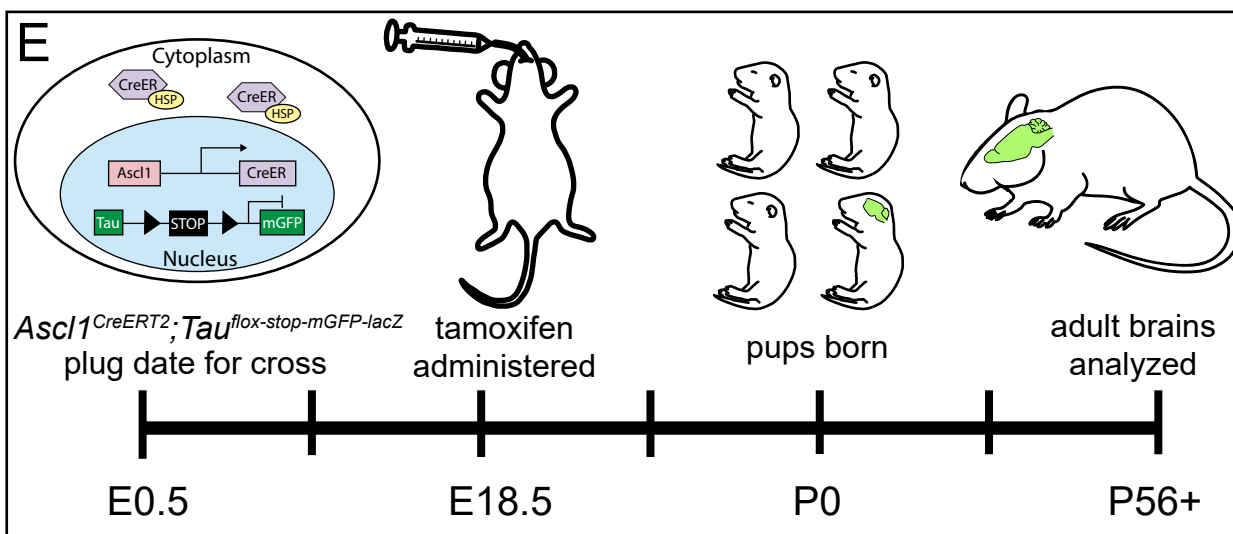 E
Cytoplasm
CreER
HSP
CreER
HSP
Ascl1
CreER
Tau
STOP
mGFP
Nucleus
Ascl1CreERT2;Tauflox-stop-mGFP-lacZ
plug date for cross
tamoxifen
administered
pups born
adult brains
analyzed
E0.5
E18.5
P0
P56+